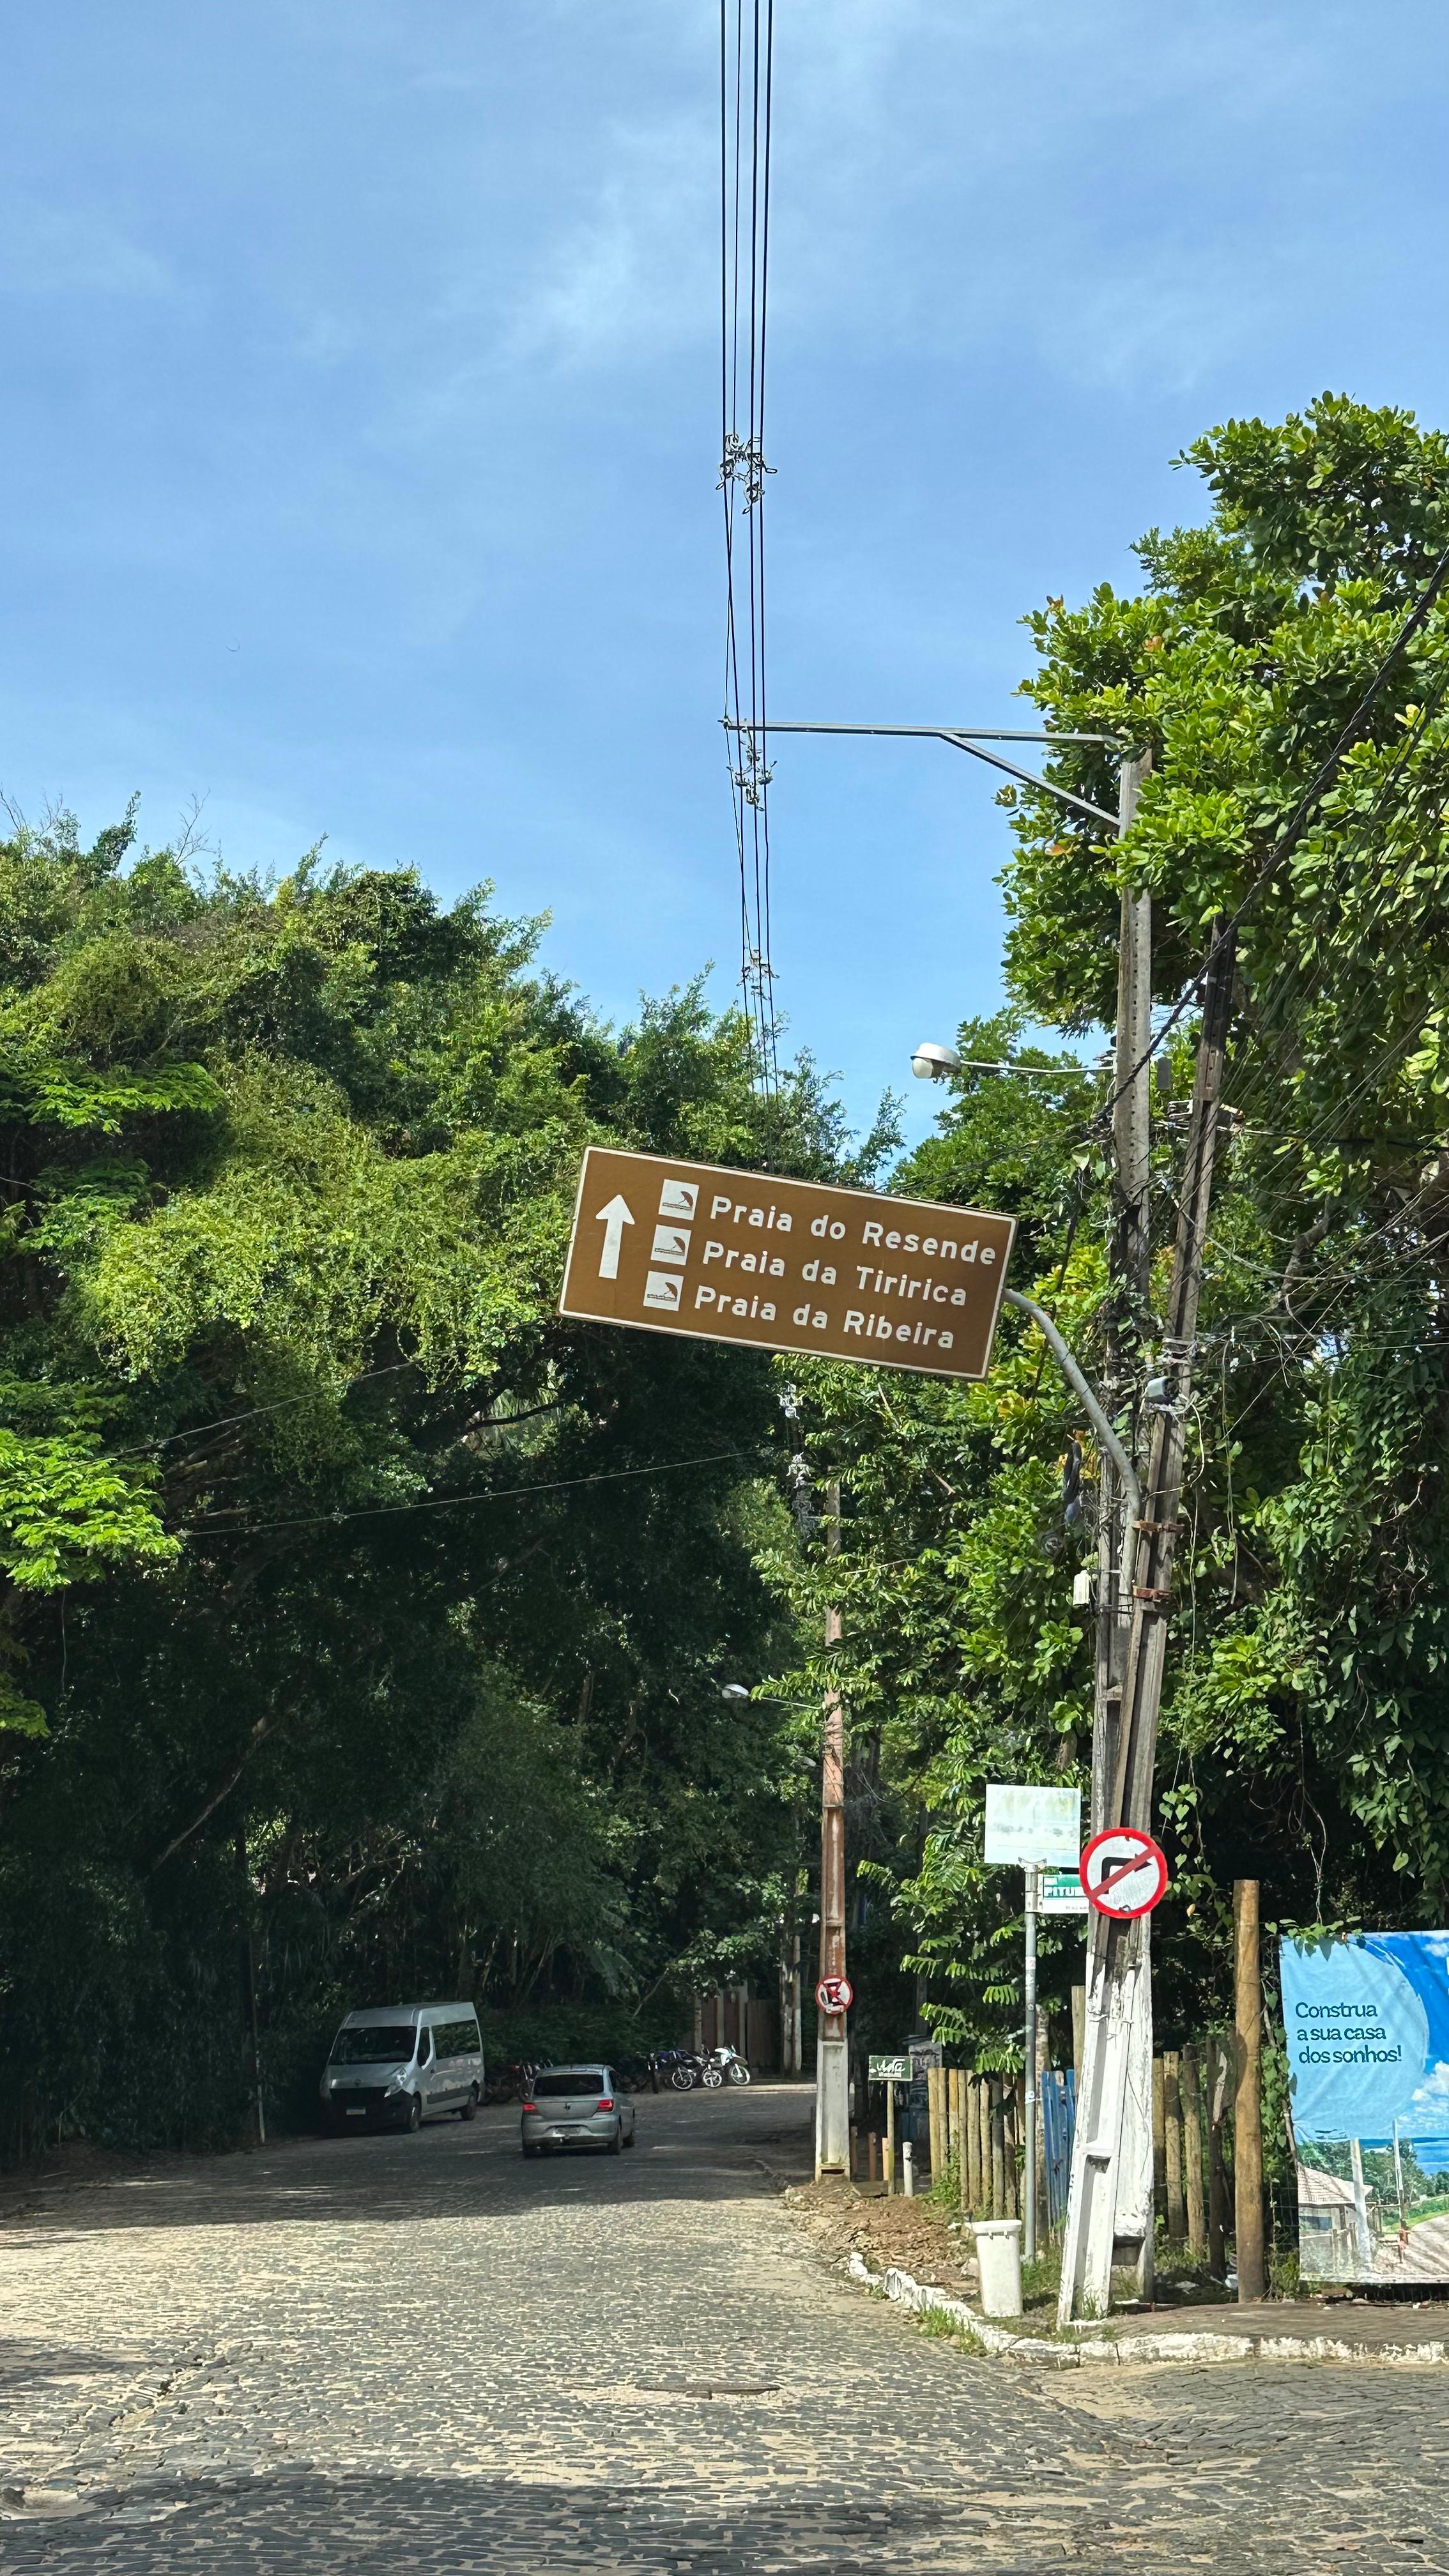 Praia do Resende
Praia da Tiririca
Praia da Ribeira
Construa
a sua casa
dos sonhos!